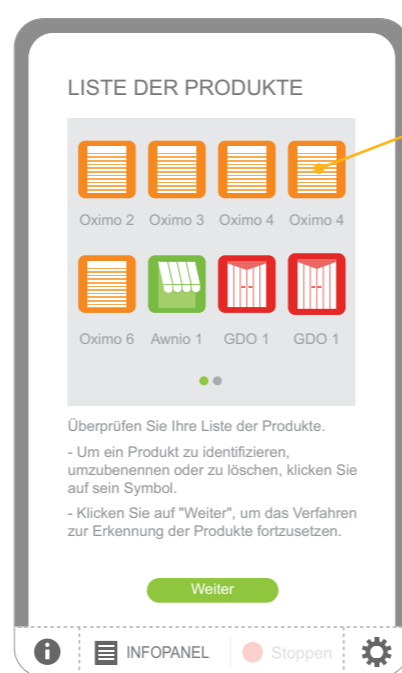 LISTE DER PRODUKTE
Oximo 2 Oximo 3 Oximo 4 Oximo 4
Oximo 6 Awnio 1 GDO 1 GDO 1
Überprüfen Sie Ihre Liste der Produkte.
- Um ein Produkt zu identifizieren,
umzubenennen oder zu löschen, klicken Sie
auf sein Symbol.
- Klicken Sie auf "Weiter", um das Verfahren
zur Erkennung der Produkte fortzusetzen.
Weiter
i INFOPANEL Stoppen